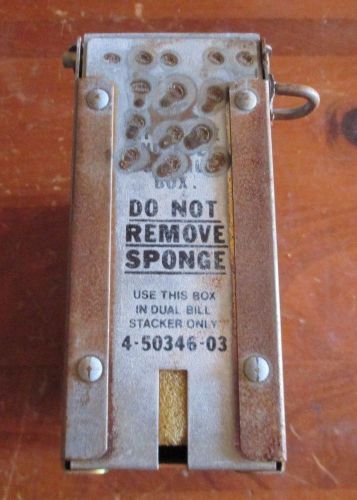 BOX.
DO NOT
REMOVE
SPONGE
USE THIS BOX
IN DUAL BILL
STACKER ONLY
4-50346-03